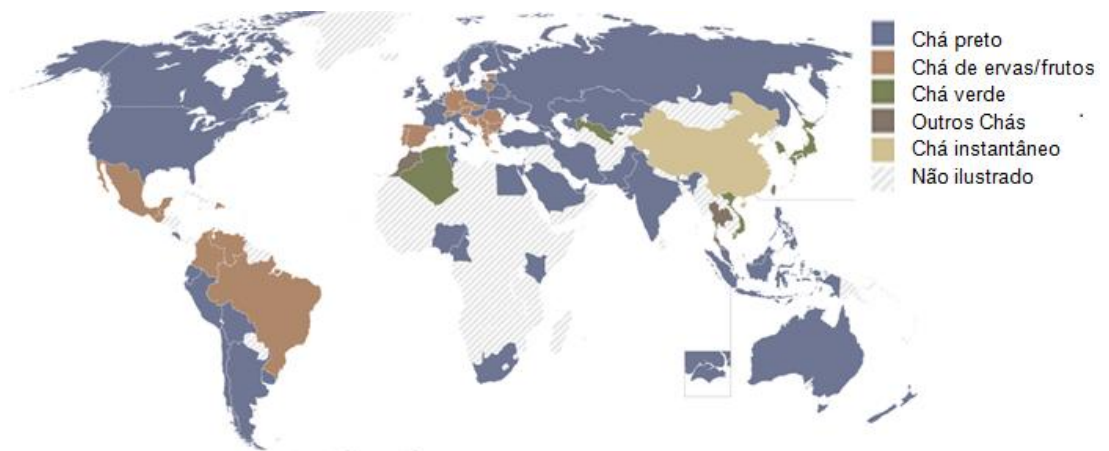 Chá preto
Chá de ervas/frutos
Chá verde
Outros Chás
Chá instantâneo
Não ilustrado